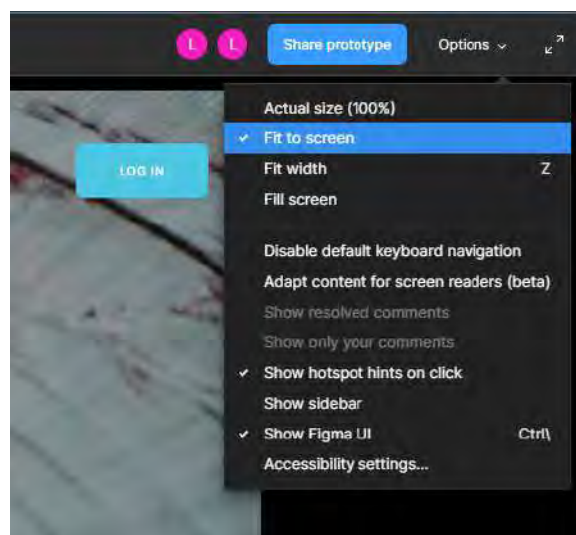 L L Share prototype Options
Actual size (100%)
Fit to screen
LOG IN
Fit width Z
Fill screen
Disable default keyboard navigation
Adapt content for screen readers (beta)
Show resolved comments
Show only your comments
Show hotspot hints on click
Show sidebar
Show Figma UI Ctrl\
Accessibility settings...